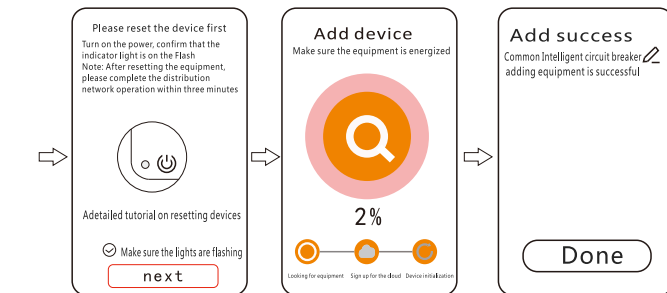 Please reset the device first
Turn on the power, confirm that the
indicator light is on the Flash
Note: After resetting the equipment,
please complete the distribution
network operation within three minutes
Adetailed tutorial on resetting devices
Make sure the lights are flashing
next
Add device
Make sure the equipment is energized
2%
Looking for equipment
Sign up for the cloud
Device initialization
Add success
Common Intelligent circuit breaker
adding equipment is successful
Done